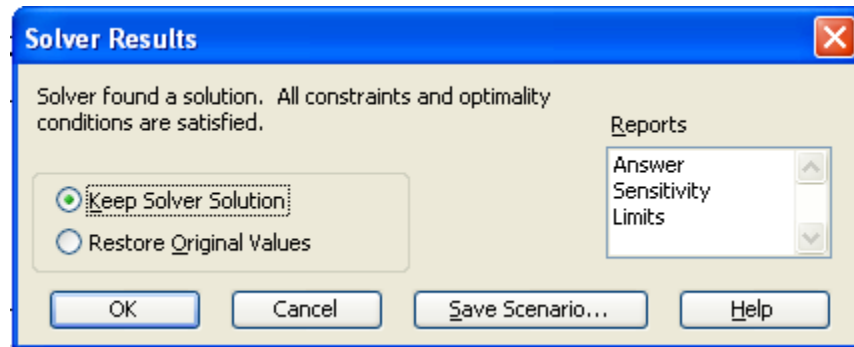 Solver Results
Solver found a solution. All constraints and optimality
conditions are satisfied.
Reports
Answer
Sensitivity
Limits
Keep Solver Solution
Restore Original Values
OK
Cancel
Save Scenario...
Help